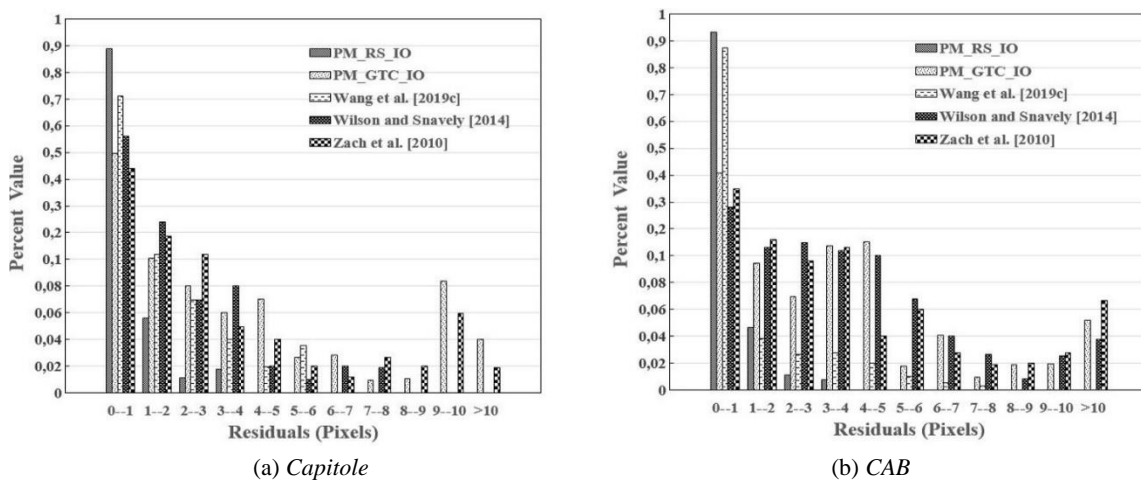 1
0,9
0,8
0,7
0,6
0,5
0,4
0,3
0,2
0,1
0,06
0,04
0,02
0
Percent Value
PM_RS_IO
PM_GTC_IO
Wang et al. [2019c]
Wilson and Snavely [2014]
Zach et al. [2010]
0--1 1--2 2--3 3--4 4--5 5--6 6--7 7--8 8--9 9--10 >10
Residuals (Pixels)
(a) Capitole
1
0,9
0,8
0,7
0,6
0,5
0,4
0,3
0,2
0,1
0,06
0,04
0,02
0
Percent Value
PM_RS_IO
PM_GTC_IO
Wang et al. [2019c]
Wilson and Snavely [2014]
Zach et al. [2010]
0--1 1--2 2--3 3--4 4--5 5--6 6--7 7--8 8--9 9--10 >10
Residuals (Pixels)
(b) CAB